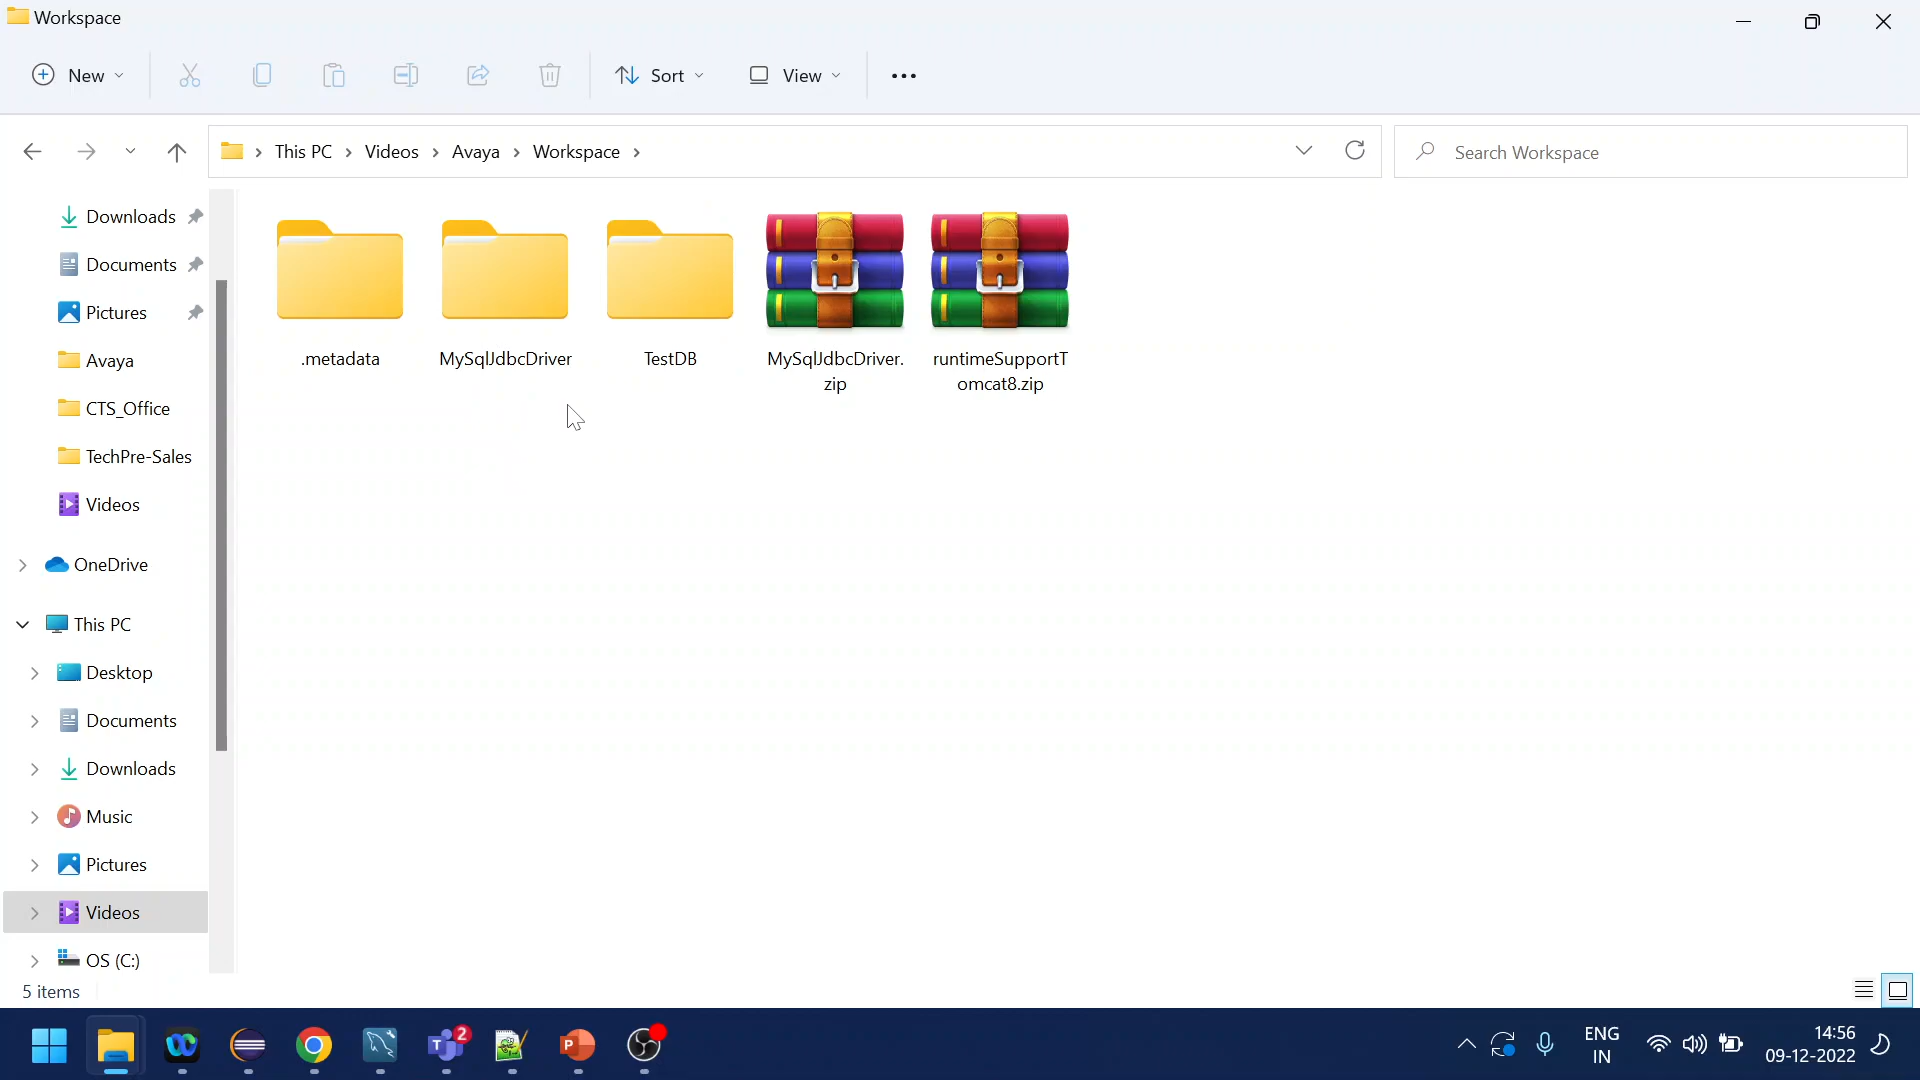 Workspace
New
Sort
View
This PC
Videos
Avaya
Workspace
Search Workspace
Downloads
Documents
Pictures
Avaya
CTS_Office
TechPre-Sales
Videos
OneDrive
This PC
Desktop
Documents
Downloads
Music
Pictures
Videos
OS (C:)
.metadata
MySqlJdbcDriver
TestDB
MySqlJdbcDriver.
zip
runtimeSupportT
omcat8.zip
5 items
2
ENG
IN
14:56
09-12-2022